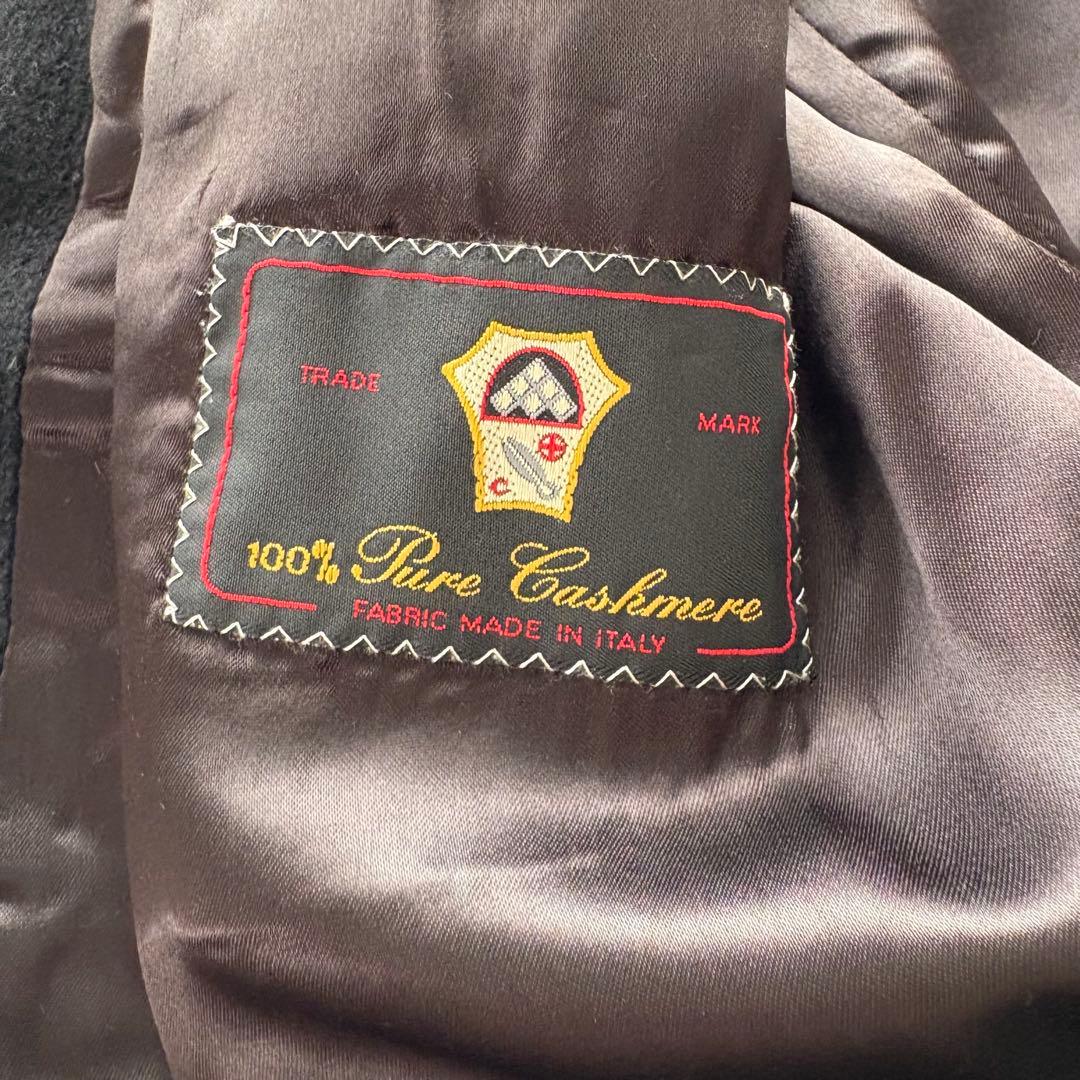 TRADE MARK
C.
100% Pure Cashmere
FABRIC MADE IN ITALY